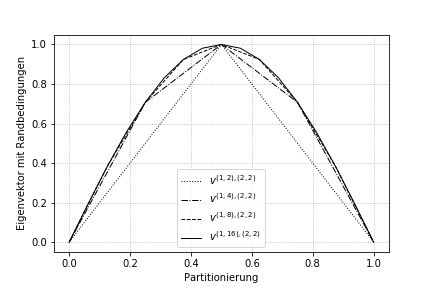 Eigenvektor mit Randbedingungen
1.0
0.8
0.6
0.4
0.2
0.0
v^(1, 2), (2, 2)
v^(1, 4), (2, 2)
v^(1, 8), (2, 2)
v^(1, 16), (2, 2)
0.0 0.2 0.4 0.6 0.8 1.0
Partitionierung